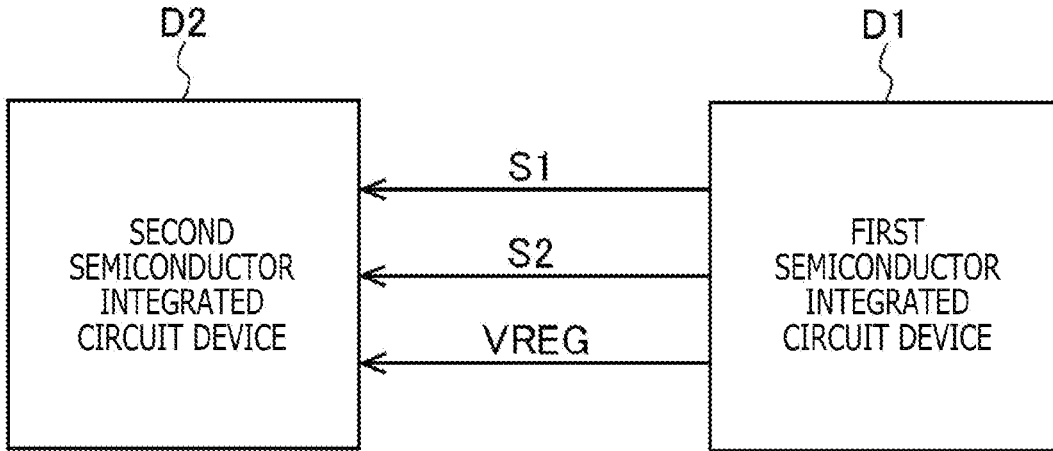 D2
D1
S1
S2
VREG
SECOND
SEMICONDUCTOR
INTEGRATED
CIRCUIT DEVICE
FIRST
SEMICONDUCTOR
INTEGRATED
CIRCUIT DEVICE